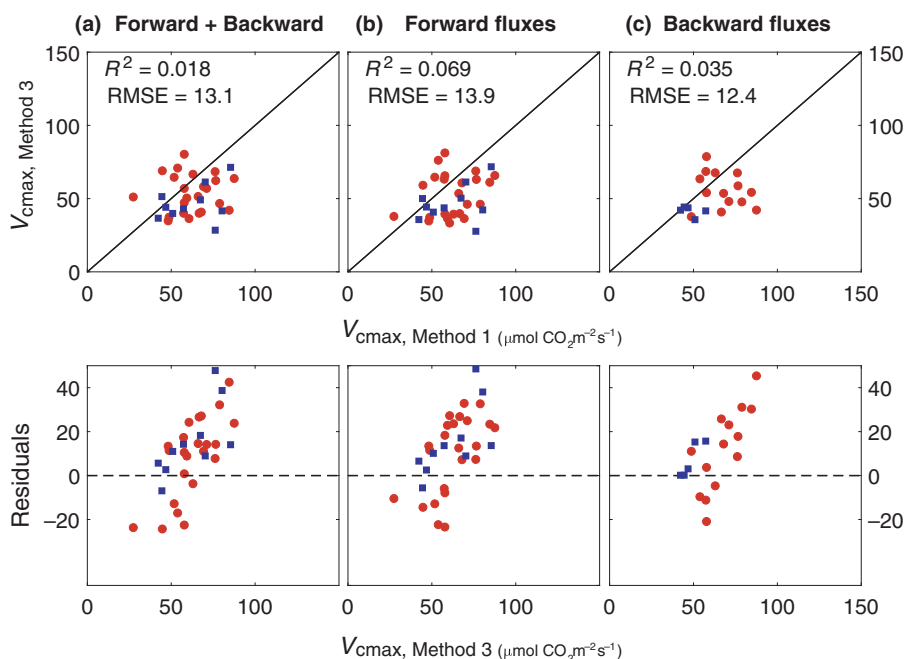 (a) Forward + Backward (b) Forward fluxes (c) Backward fluxes
150 150
R² = 0.018 R² = 0.069 R² = 0.035
RMSE = 13.1 RMSE = 13.9 RMSE = 12.4
100 100
50 50
0
Vcmax, Method 3
0 50 100 0 50 100 0 50 100 150
Vcmax, Method 1 (μmol CO₂m⁻²s⁻¹)
40 40
20 20
0 0
−20 −20
Residuals
0 50 100 0 50 100 0 50 100 150
Vcmax, Method 3 (μmol CO₂m⁻²s⁻¹)